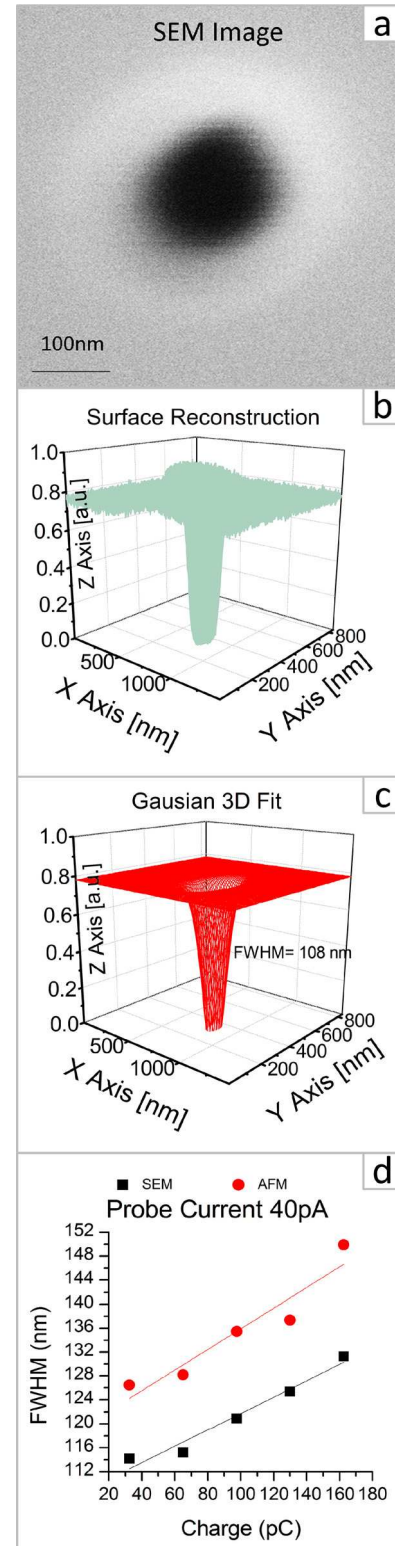 a
SEM Image
100nm
b
Surface Reconstruction
1.0
0.8
0.6
0.4
0.2
0.0
Z Axis [a.u.]
500
1000
X Axis [nm]
200
400
600
800
Y Axis [nm]
c
Gausian 3D Fit
1.0
0.8
0.6
0.4
0.2
0.0
Z Axis [a.u.]
FWHM= 108 nm
500
1000
X Axis [nm]
200
400
600
800
Y Axis [nm]
d
SEM AFM
Probe Current 40pA
152
148
144
140
136
132
128
124
120
116
112
FWHM (nm)
20 40 60 80 100 120 140 160 180
Charge (pC)